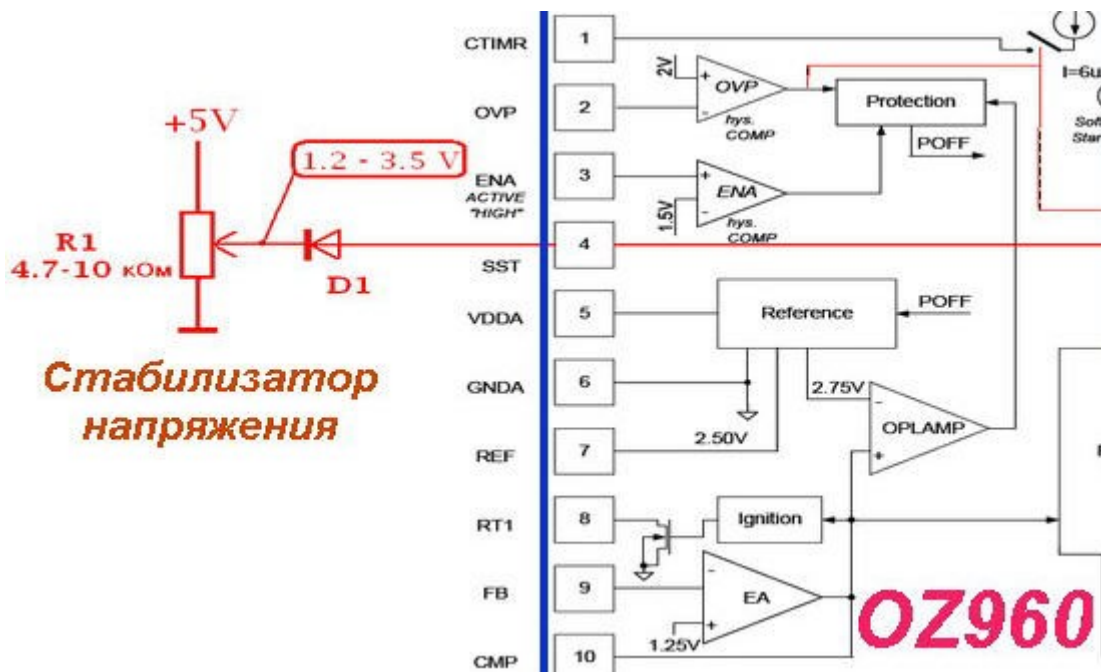 CTIMR
1
2V
OVP
I=6u
OVP
2
hys.
COMP
Protection
Sof
Star
+5V
POFF
1.2 - 3.5 V
ENA
ACTIVE
"HIGH"
3
ENA
1.5V
hys.
COMP
R1
4.7-10 кОм
D1
SST
4
VDDA
5
Reference
POFF
Стабилизатор
напряжения
GNDA
6
2.75V
OPLAMP
REF
7
2.50V
RT1
8
Ignition
FB
9
EA
1.25V
OZ960
CMP
10